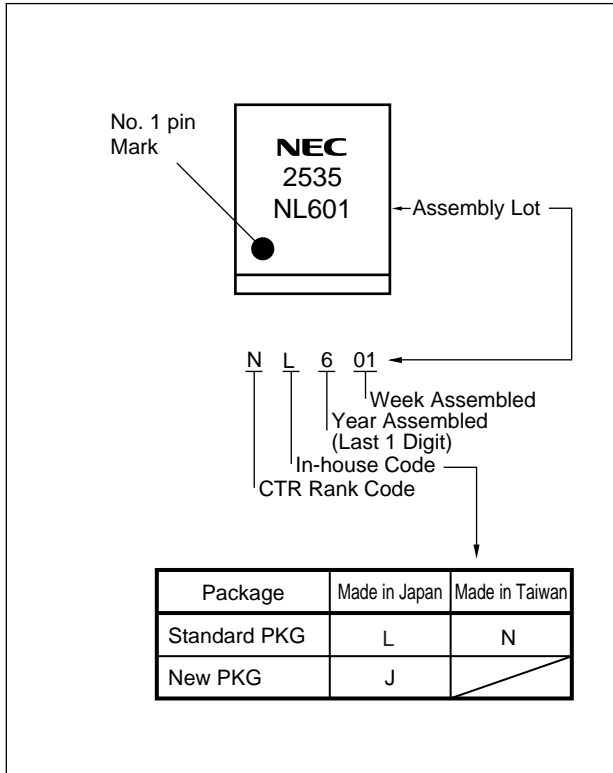 No. 1 pin
Mark
NEC
2535
NL601
Assembly Lot
N L 6 01
Week Assembled
Year Assembled
(Last 1 Digit)
In-house Code
CTR Rank Code
Package Made in Japan Made in Taiwan
Standard PKG L N
New PKG J